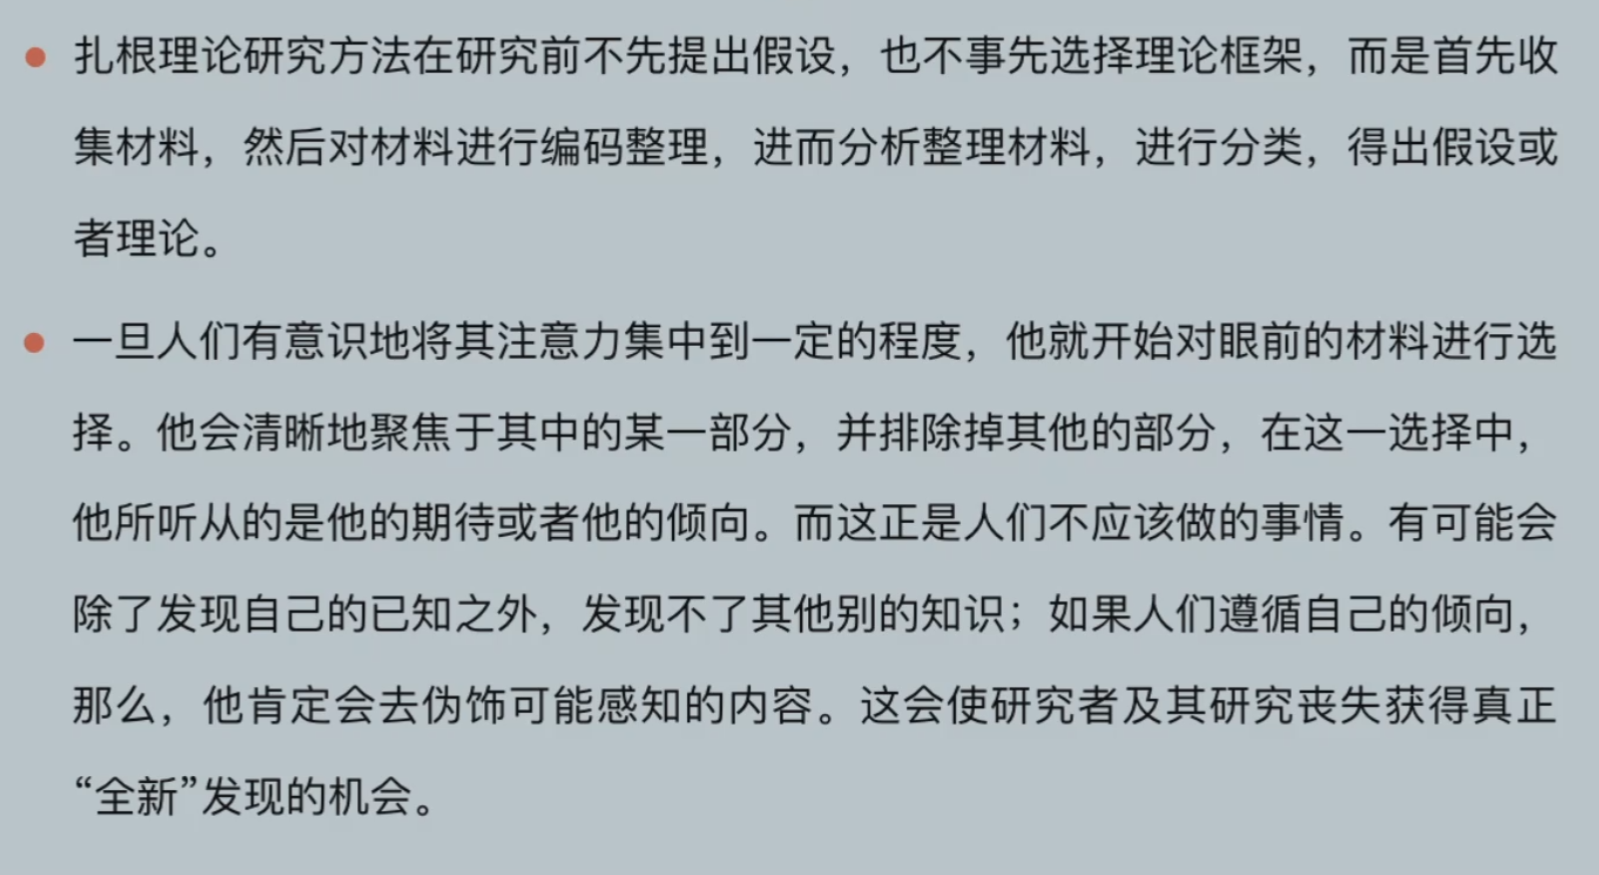 扎根理论研究方法在研究前不先提出假设，也不事先选择理论框架，而是首先收
集材料，然后对材料进行编码整理，进而分析整理材料，进行分类，得出假设或
者理论。
一旦人们有意识地将其注意力集中到一定的程度，他就开始对眼前的材料进行选
择。他会清晰地聚焦于其中的某一部分，并排除掉其他的部分，在这一选择中，
他所听从的是他的期待或者他的倾向。而这正是人们不应该做的事情。有可能会
除了发现自己的已知之外，发现不了其他别的知识；如果人们遵循自己的倾向，
那么，他肯定会去伪饰可能感知的内容。这会使研究者及其研究丧失获得真正
“全新”发现的机会。